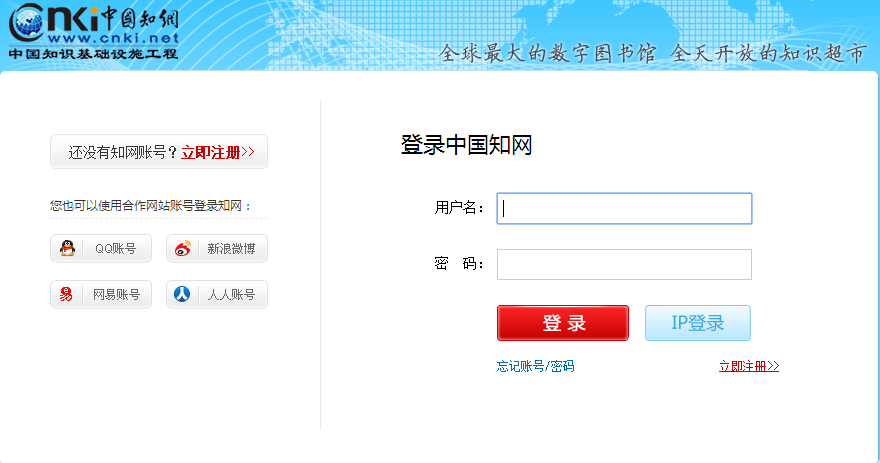 cnki中国知网
www.cnki.net
中国知识基础设施工程
全球最大的数字图书馆 全天开放的知识超市
还没有知网账号？立即注册>>
您也可以使用合作网站账号登录知网：
QQ账号
新浪微博
网易账号
人人账号
登录中国知网
用户名：
密 码：
登 录
IP登录
忘记账号/密码
立即注册>>